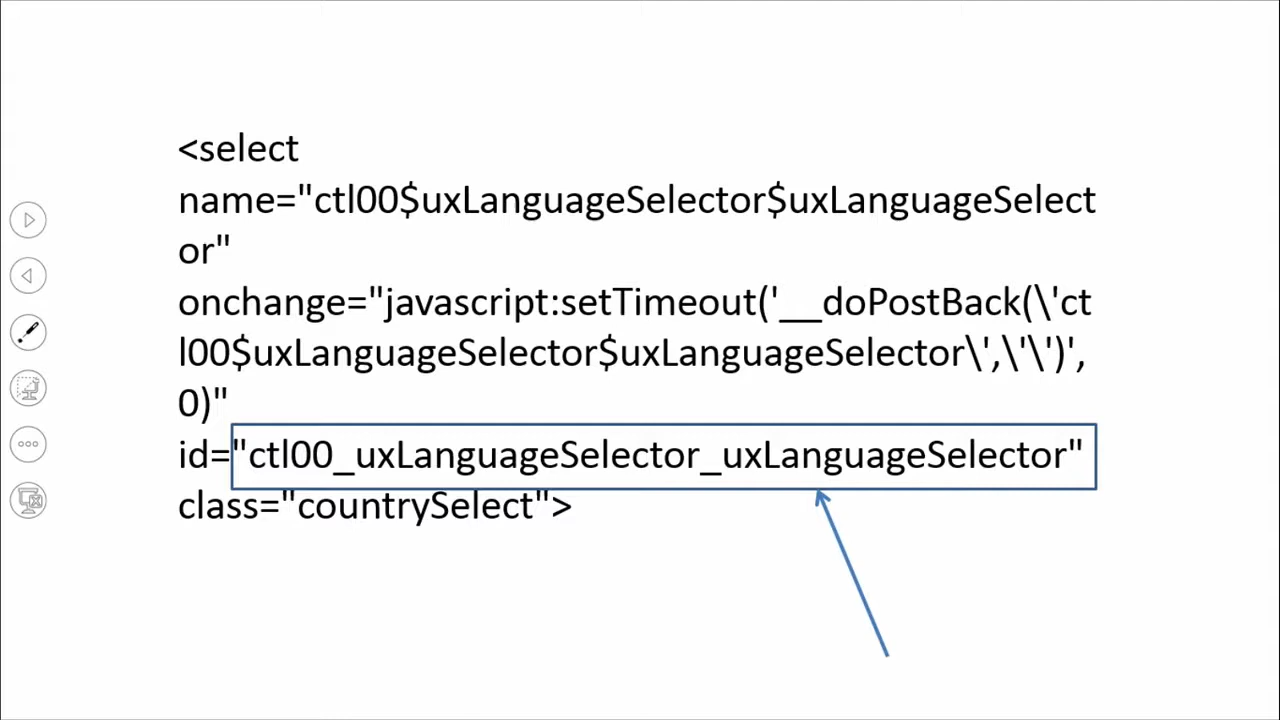 <select
name="ctl00$uxLanguageSelector$uxLanguageSelect
or"
onchange="javascript:setTimeout('__doPostBack(\'ct
l00$uxLanguageSelector$uxLanguageSelector\',\'\')',
0)"
id="ctl00_uxLanguageSelector_uxLanguageSelector"
class="countrySelect">